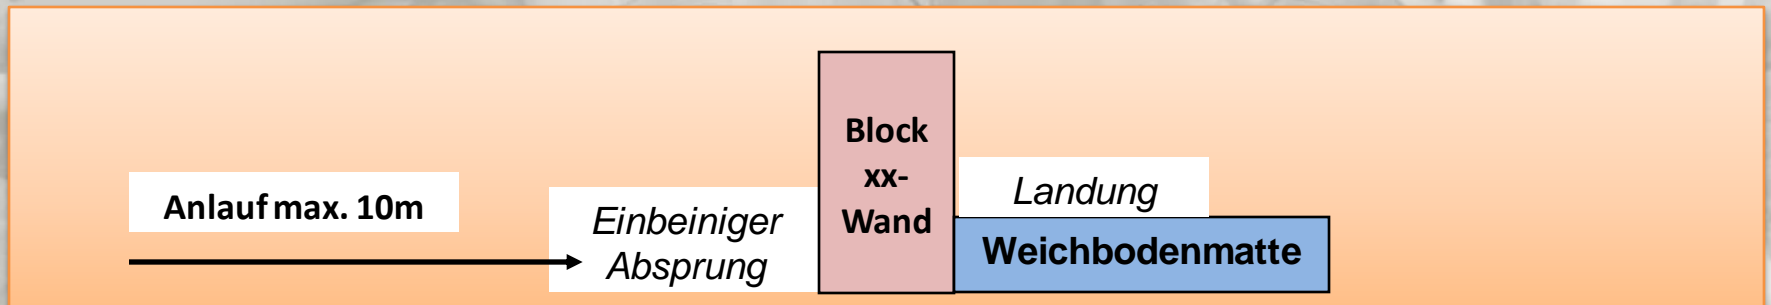 Anlauf max. 10m
Einbeiniger
Absprung
Block
xx-
Wand
Landung
Weichbodenmatte